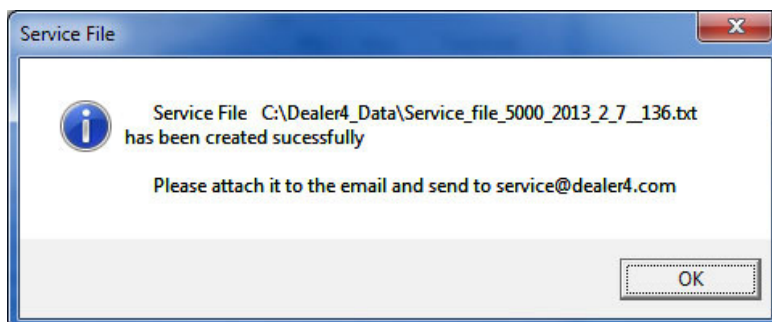 Service File
Service File C:\Dealer4_Data\Service_file_5000_2013_2_7__136.txt
has been created sucessfully
Please attach it to the email and send to service@dealer4.com
OK